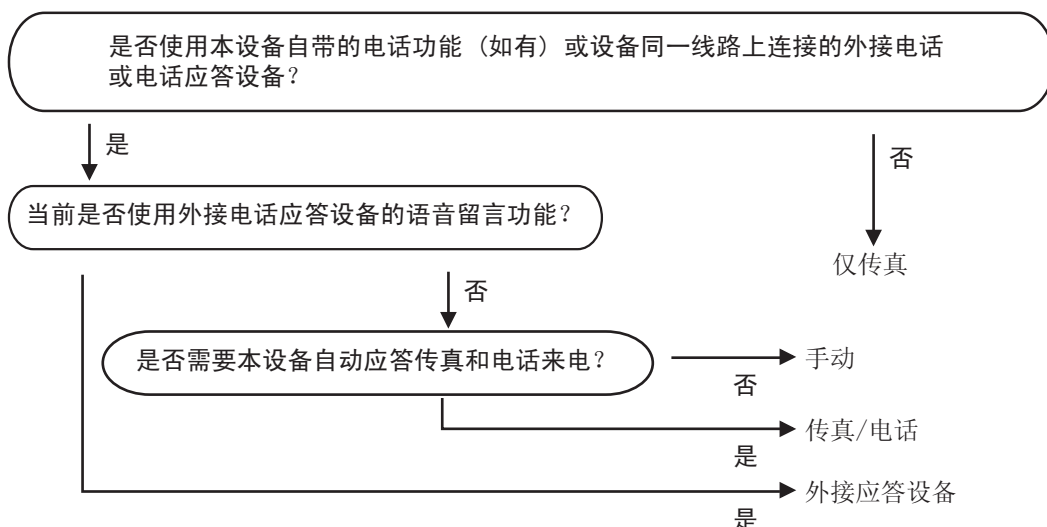 是否使用本设备自带的电话功能（如有）或设备同一线路上连接的外接电话
或电话应答设备？
是
否
当前是否使用外接电话应答设备的语音留言功能？
仅传真
否
是否需要本设备自动应答传真和电话来电？
手动
否
传真/电话
是
外接应答设备
是